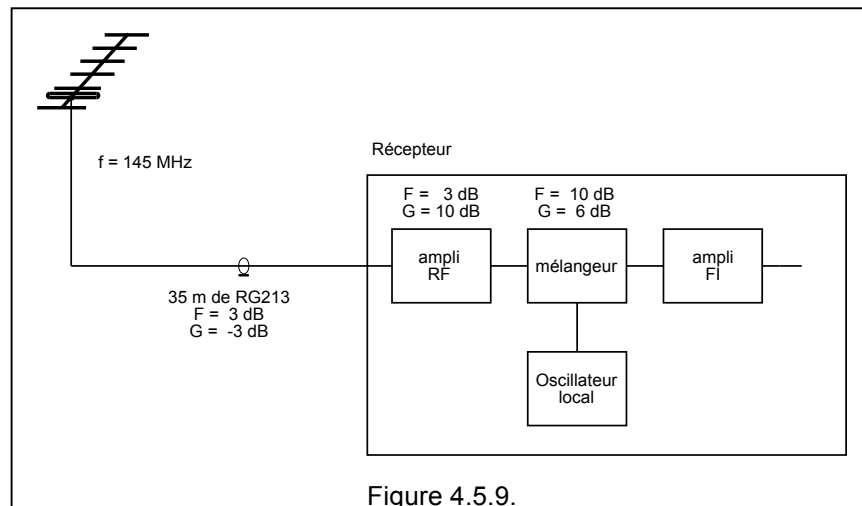 f = 145 MHz
Récepteur
F = 3 dB
G = 10 dB
F = 10 dB
G = 6 dB
ampli
RF
mélangeur
ampli
FI
35 m de RG213
F = 3 dB
G = -3 dB
Oscillateur
local
Figure 4.5.9.